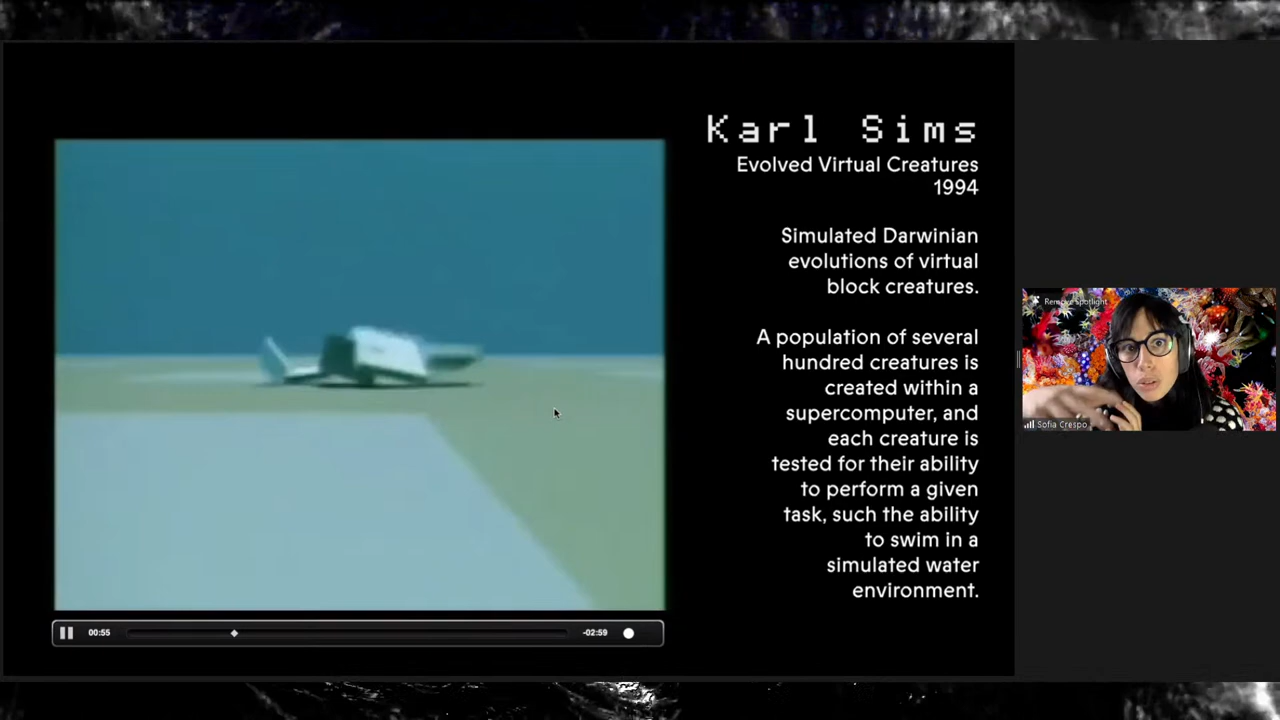 Karl Sims
Evolved Virtual Creatures
1994
Simulated Darwinian
evolutions of virtual
block creatures.
A population of several
hundred creatures is
created within a
supercomputer, and
each creature is
tested for their ability
to perform a given
task, such the ability
to swim in a
simulated water
environment.
00:55
-02:59
Remove Spotlight
Sofia Crespo